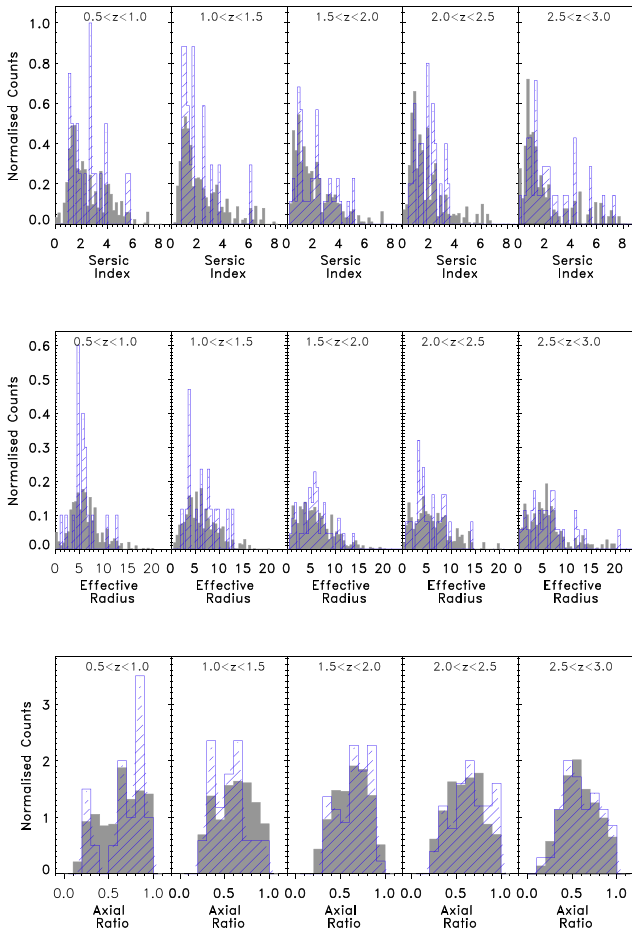 0.5<z<1.0 1.0<z<1.5 1.5<z<2.0 2.0<z<2.5 2.5<z<3.0
1.0
0.8
0.6
0.4
0.2
0.0
Normalised Counts
0 2 4 6 8 0 2 4 6 8 0 2 4 6 8 0 2 4 6 8 0 2 4 6 8
Sersic Sersic Sersic Sersic Sersic
Index Index Index Index Index
0.5<z<1.0 1.0<z<1.5 1.5<z<2.0 2.0<z<2.5 2.5<z<3.0
0.6
0.5
0.4
0.3
0.2
0.1
0.0
Normalised Counts
0 5 10 15 20 0 5 10 15 20 0 5 10 15 20 0 5 10 15 20 0 5 10 15 20
Effective Effective Effective Effective Effective
Radius Radius Radius Radius Radius
0.5<z<1.0 1.0<z<1.5 1.5<z<2.0 2.0<z<2.5 2.5<z<3.0
3
2
1
0
Normalised Counts
0.0 0.5 1.0 0.0 0.5 1.0 0.0 0.5 1.0 0.0 0.5 1.0 0.0 0.5 1.0
Axial Axial Axial Axial Axial
Ratio Ratio Ratio Ratio Ratio